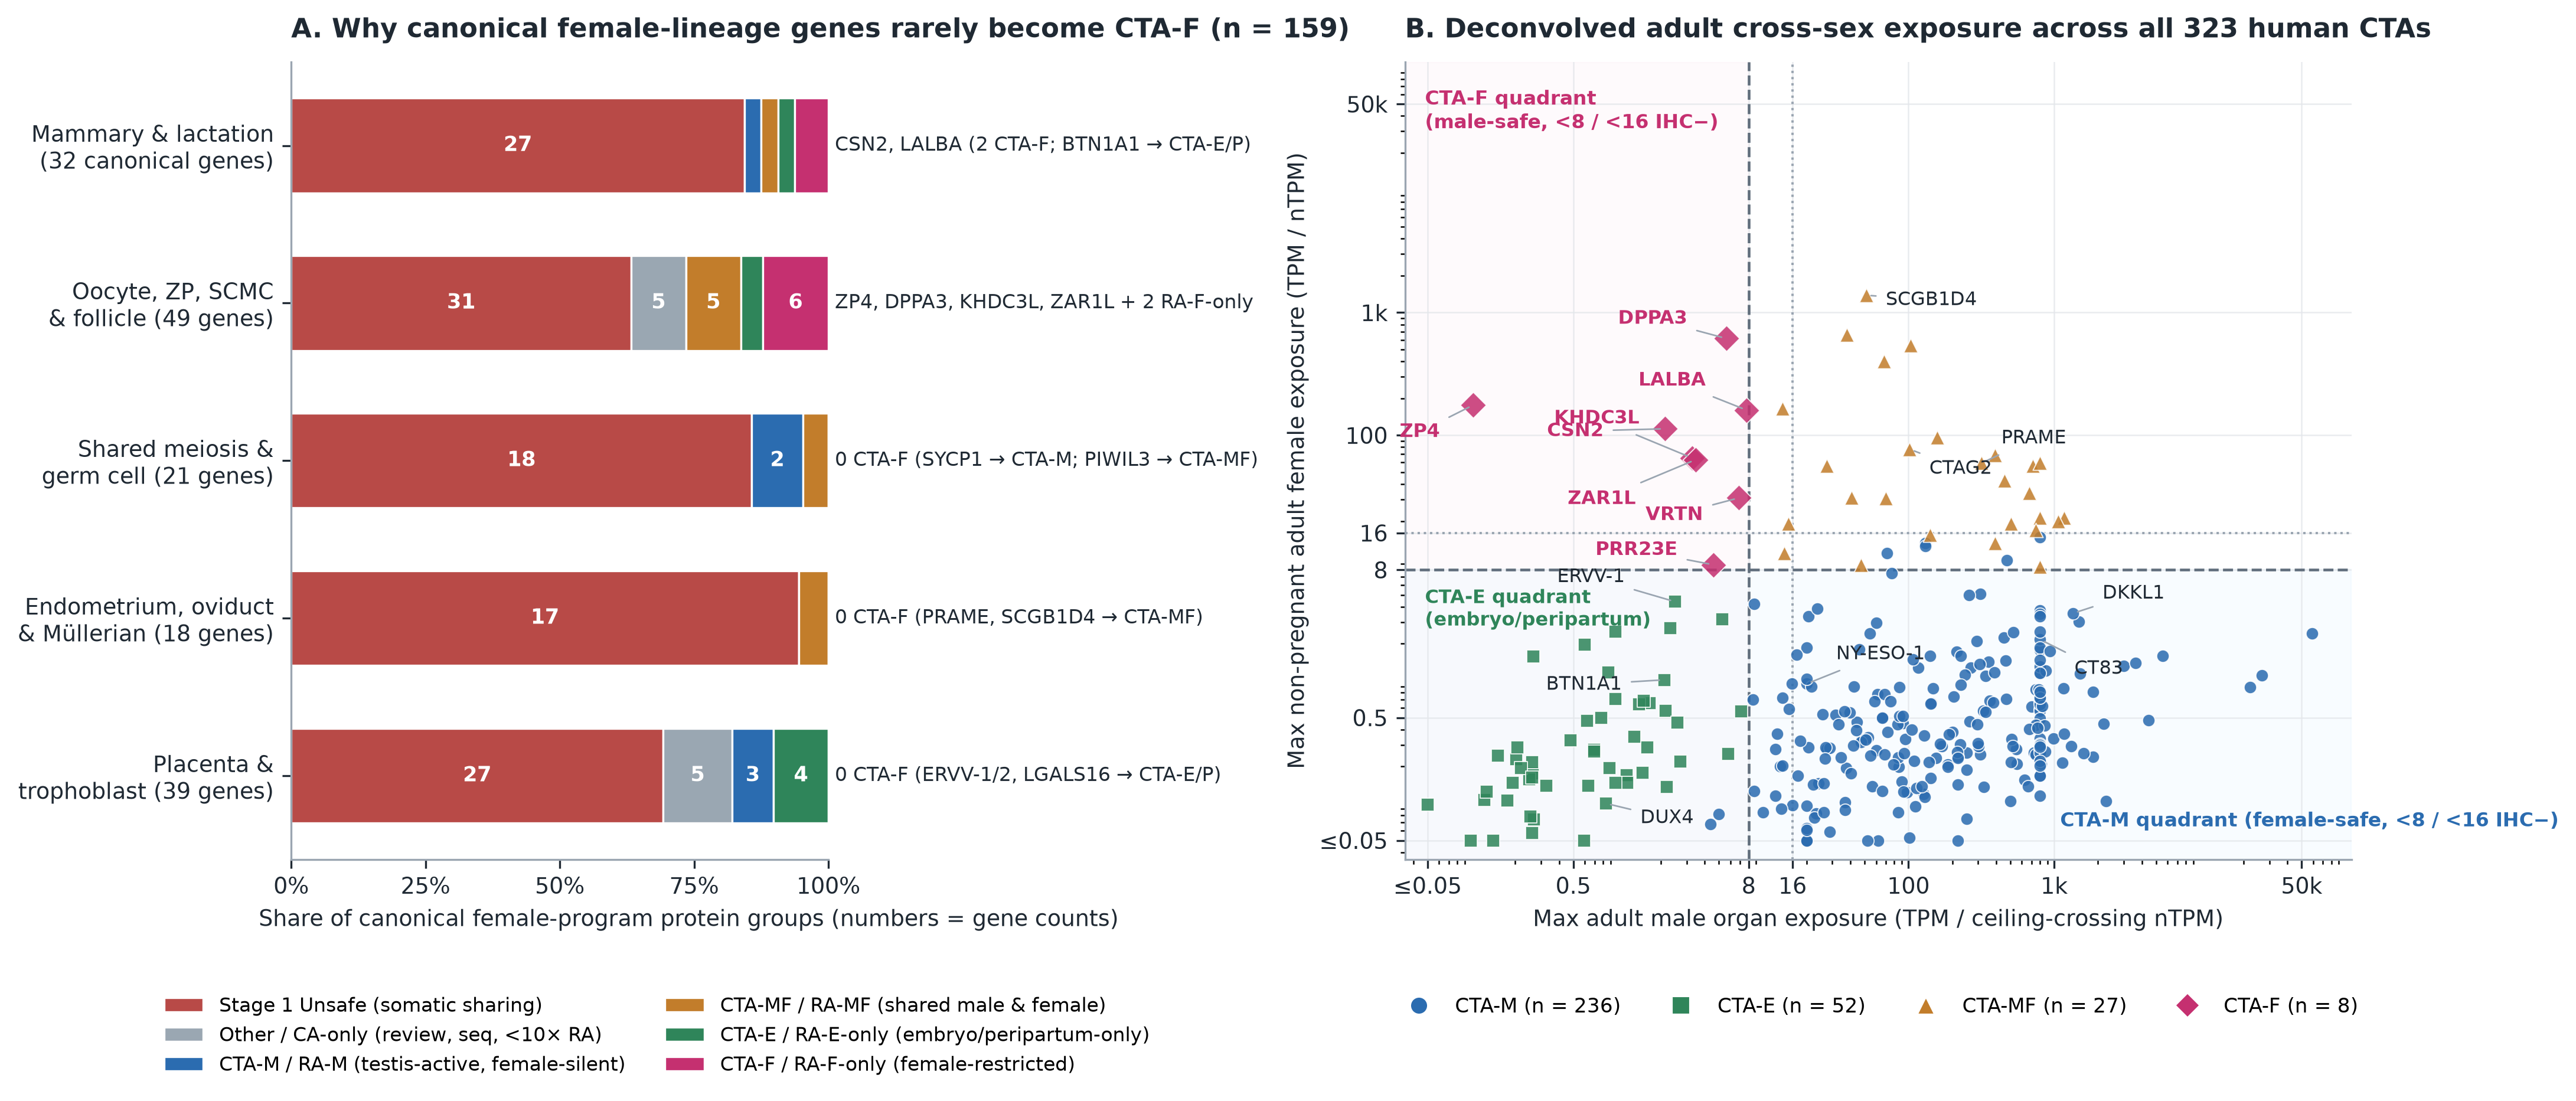 A. Why canonical female-lineage genes rarely become CTA-F (n = 159)
Mammary & lactation
(32 canonical genes)
27
CSN2, LALBA (2 CTA-F; BTN1A1 → CTA-E/P)
Oocyte, ZP, SCMC
& follicle (49 genes)
31
5
5
6
ZP4, DPPA3, KHDC3L, ZAR1L + 2 RA-F-only
Shared meiosis &
germ cell (21 genes)
18
2
0 CTA-F (SYCP1 → CTA-M; PIWIL3 → CTA-MF)
Endometrium, oviduct
& Müllerian (18 genes)
17
0 CTA-F (PRAME, SCGB1D4 → CTA-MF)
Placenta &
trophoblast (39 genes)
27
5
3
4
0 CTA-F (ERVV-1/2, LGALS16 → CTA-E/P)
0%
25%
50%
75%
100%
Share of canonical female-program protein groups (numbers = gene counts)
Stage 1 Unsafe (somatic sharing)
Other / CA-only (review, seq, <10× RA)
CTA-M / RA-M (testis-active, female-silent)
CTA-MF / RA-MF (shared male & female)
CTA-E / RA-E-only (embryo/peripartum-only)
CTA-F / RA-F-only (female-restricted)
B. Deconvolved adult cross-sex exposure across all 323 human CTAs
Max non-pregnant adult female exposure (TPM / nTPM)
50k
1k
100
16
8
0.5
≤0.05
CTA-F quadrant
(male-safe, <8 / <16 IHC−)
SCGB1D4
DPPA3
LALBA
KHDC3L
CSN2
ZP4
PRAME
CTAG2
ZAR1L
VRTN
PRR23E
ERVV-1
CTA-E quadrant
(embryo/peripartum)
DKKL1
NY-ESO-1
CT83
BTN1A1
DUX4
CTA-M quadrant (female-safe, <8 / <16 IHC−)
≤0.05
0.5
8
16
100
1k
50k
Max adult male organ exposure (TPM / ceiling-crossing nTPM)
CTA-M (n = 236)
CTA-E (n = 52)
CTA-MF (n = 27)
CTA-F (n = 8)